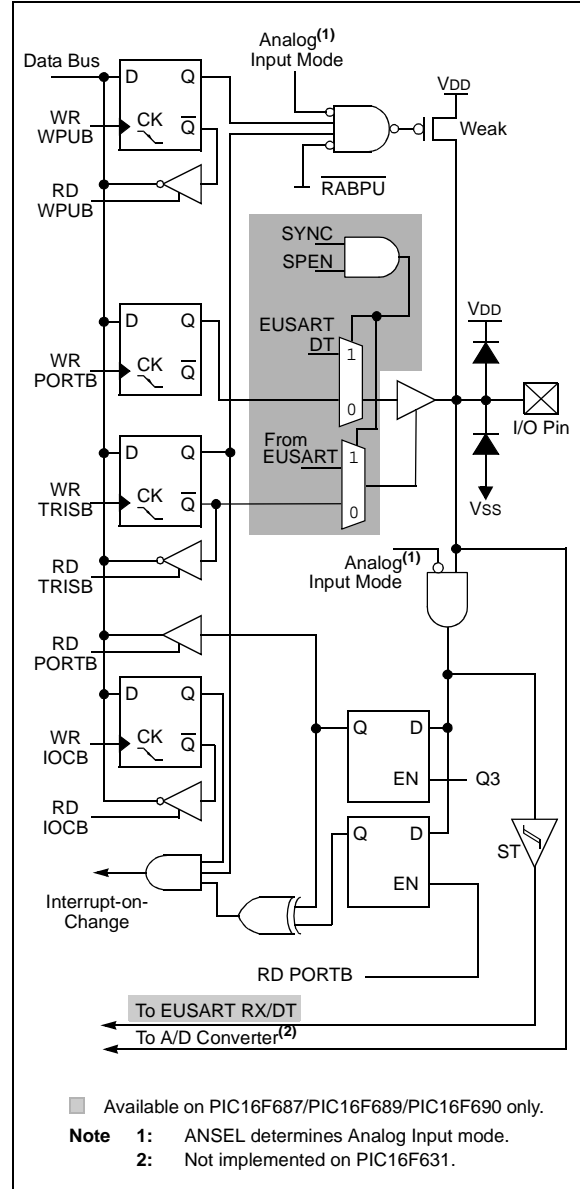 Analog(1)
Input Mode
Data Bus
D Q
WR
WPUB
CK
Q
VDD
Weak
RABPU
RD
WPUB
SYNC
SPEN
D Q
EUSART
DT
1
0
VDD
WR
PORTB
CK
Q
I/O Pin
D Q
From
EUSART
1
0
WR
TRISB
CK
Q
VSS
RD
TRISB
Analog(1)
Input Mode
RD
PORTB
D Q
WR
IOCB
CK
Q
Q D
EN
Q3
RD
IOCB
Q D
EN
ST
Interrupt-on-
Change
RD PORTB
To EUSART RX/DT
To A/D Converter(2)
Available on PIC16F687/PIC16F689/PIC16F690 only.
Note 1: ANSEL determines Analog Input mode.
2: Not implemented on PIC16F631.